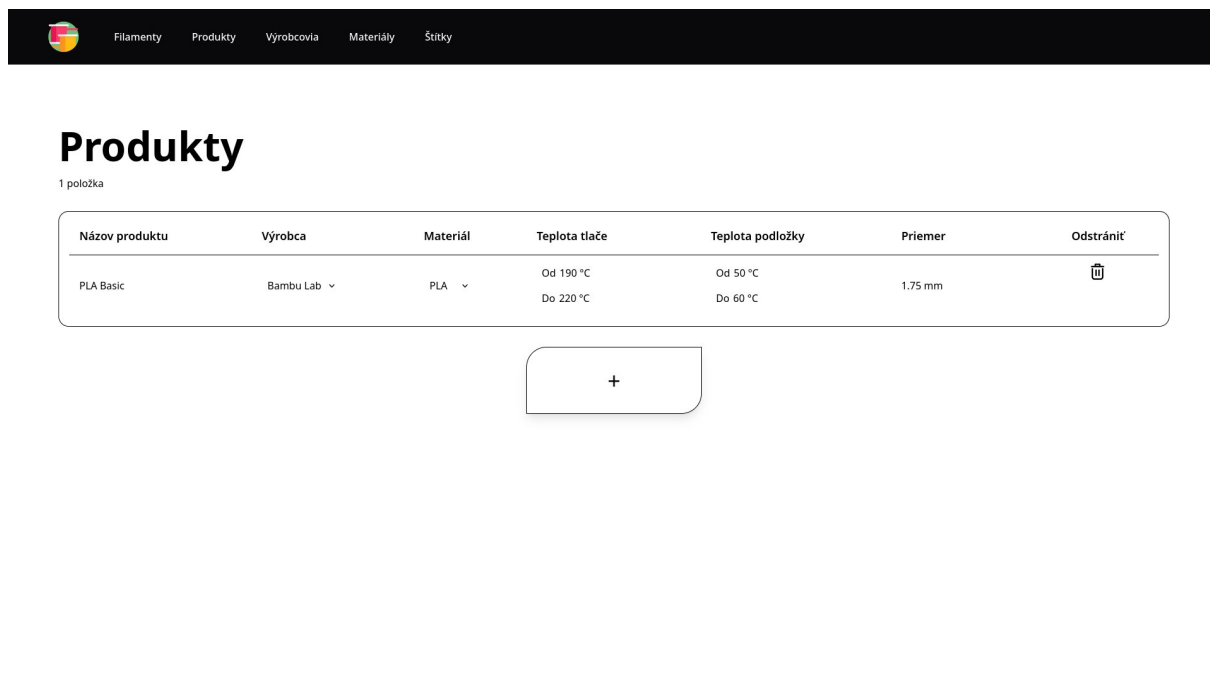 Filamenty Produkty Výrobcovia Materiály Štítky
Produkty
1 položka
Názov produktu Výrobca Materiál Teplota tlače Teplota podložky Priemer Odstrániť
PLA Basic Bambu Lab PLA Od 190 °C Od 50 °C 1.75 mm
Do 220 °C Do 60 °C
+